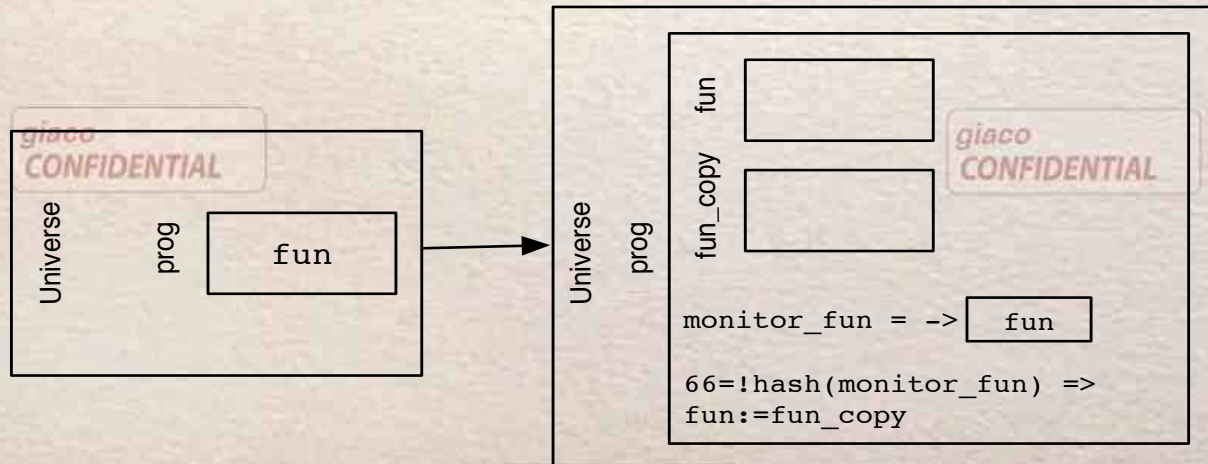 giaco
CONFIDENTIAL
Universe
prog
fun
Universe
prog
fun
fun_copy
giaco
CONFIDENTIAL
monitor_fun = -> fun
66=!hash(monitor_fun) =>
fun:=fun_copy